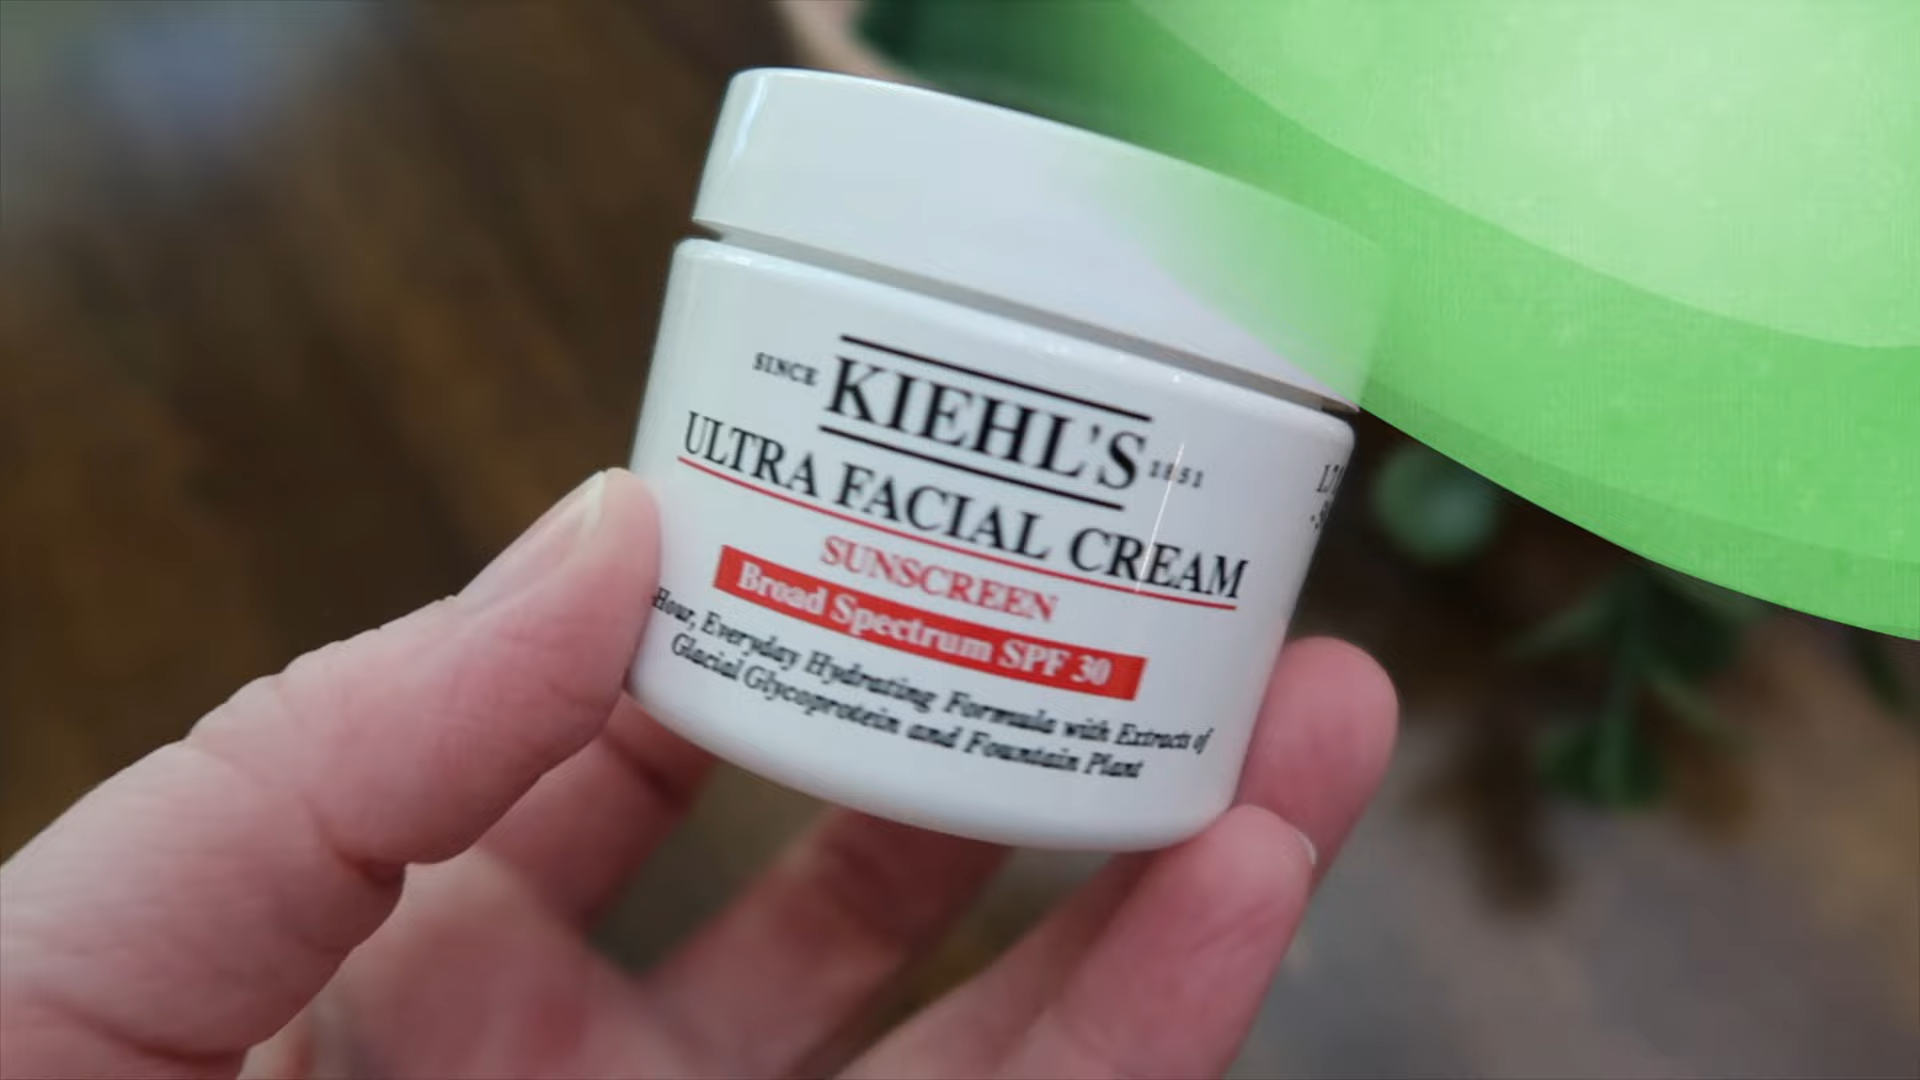 SINCE KIEHL'S 1851
ULTRA FACIAL CREAM
SUNSCREEN
Broad Spectrum SPF 30
Hour, Everyday Hydrating Formula with Extracts of
Glacial Glycoprotein and Fountain Plant